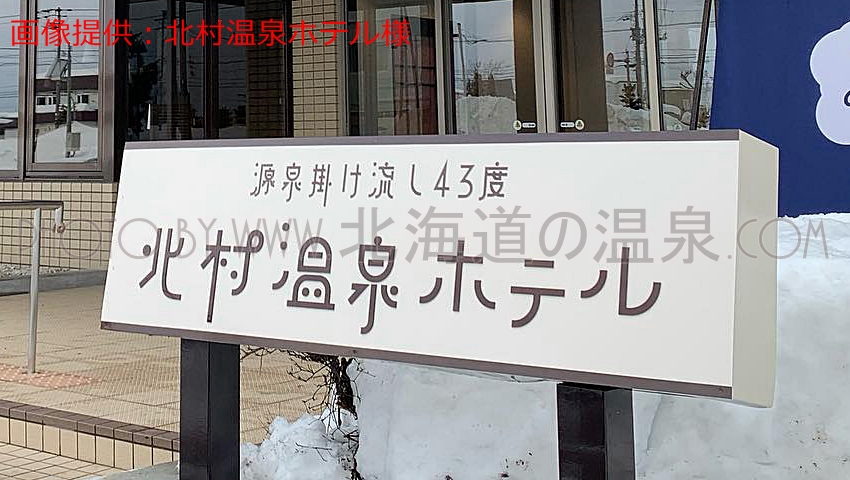 画像提供：北村温泉ホテル様
源泉掛け流し43度
PHOTO BY WWW.北海道の温泉.COM
北村温泉ホテル